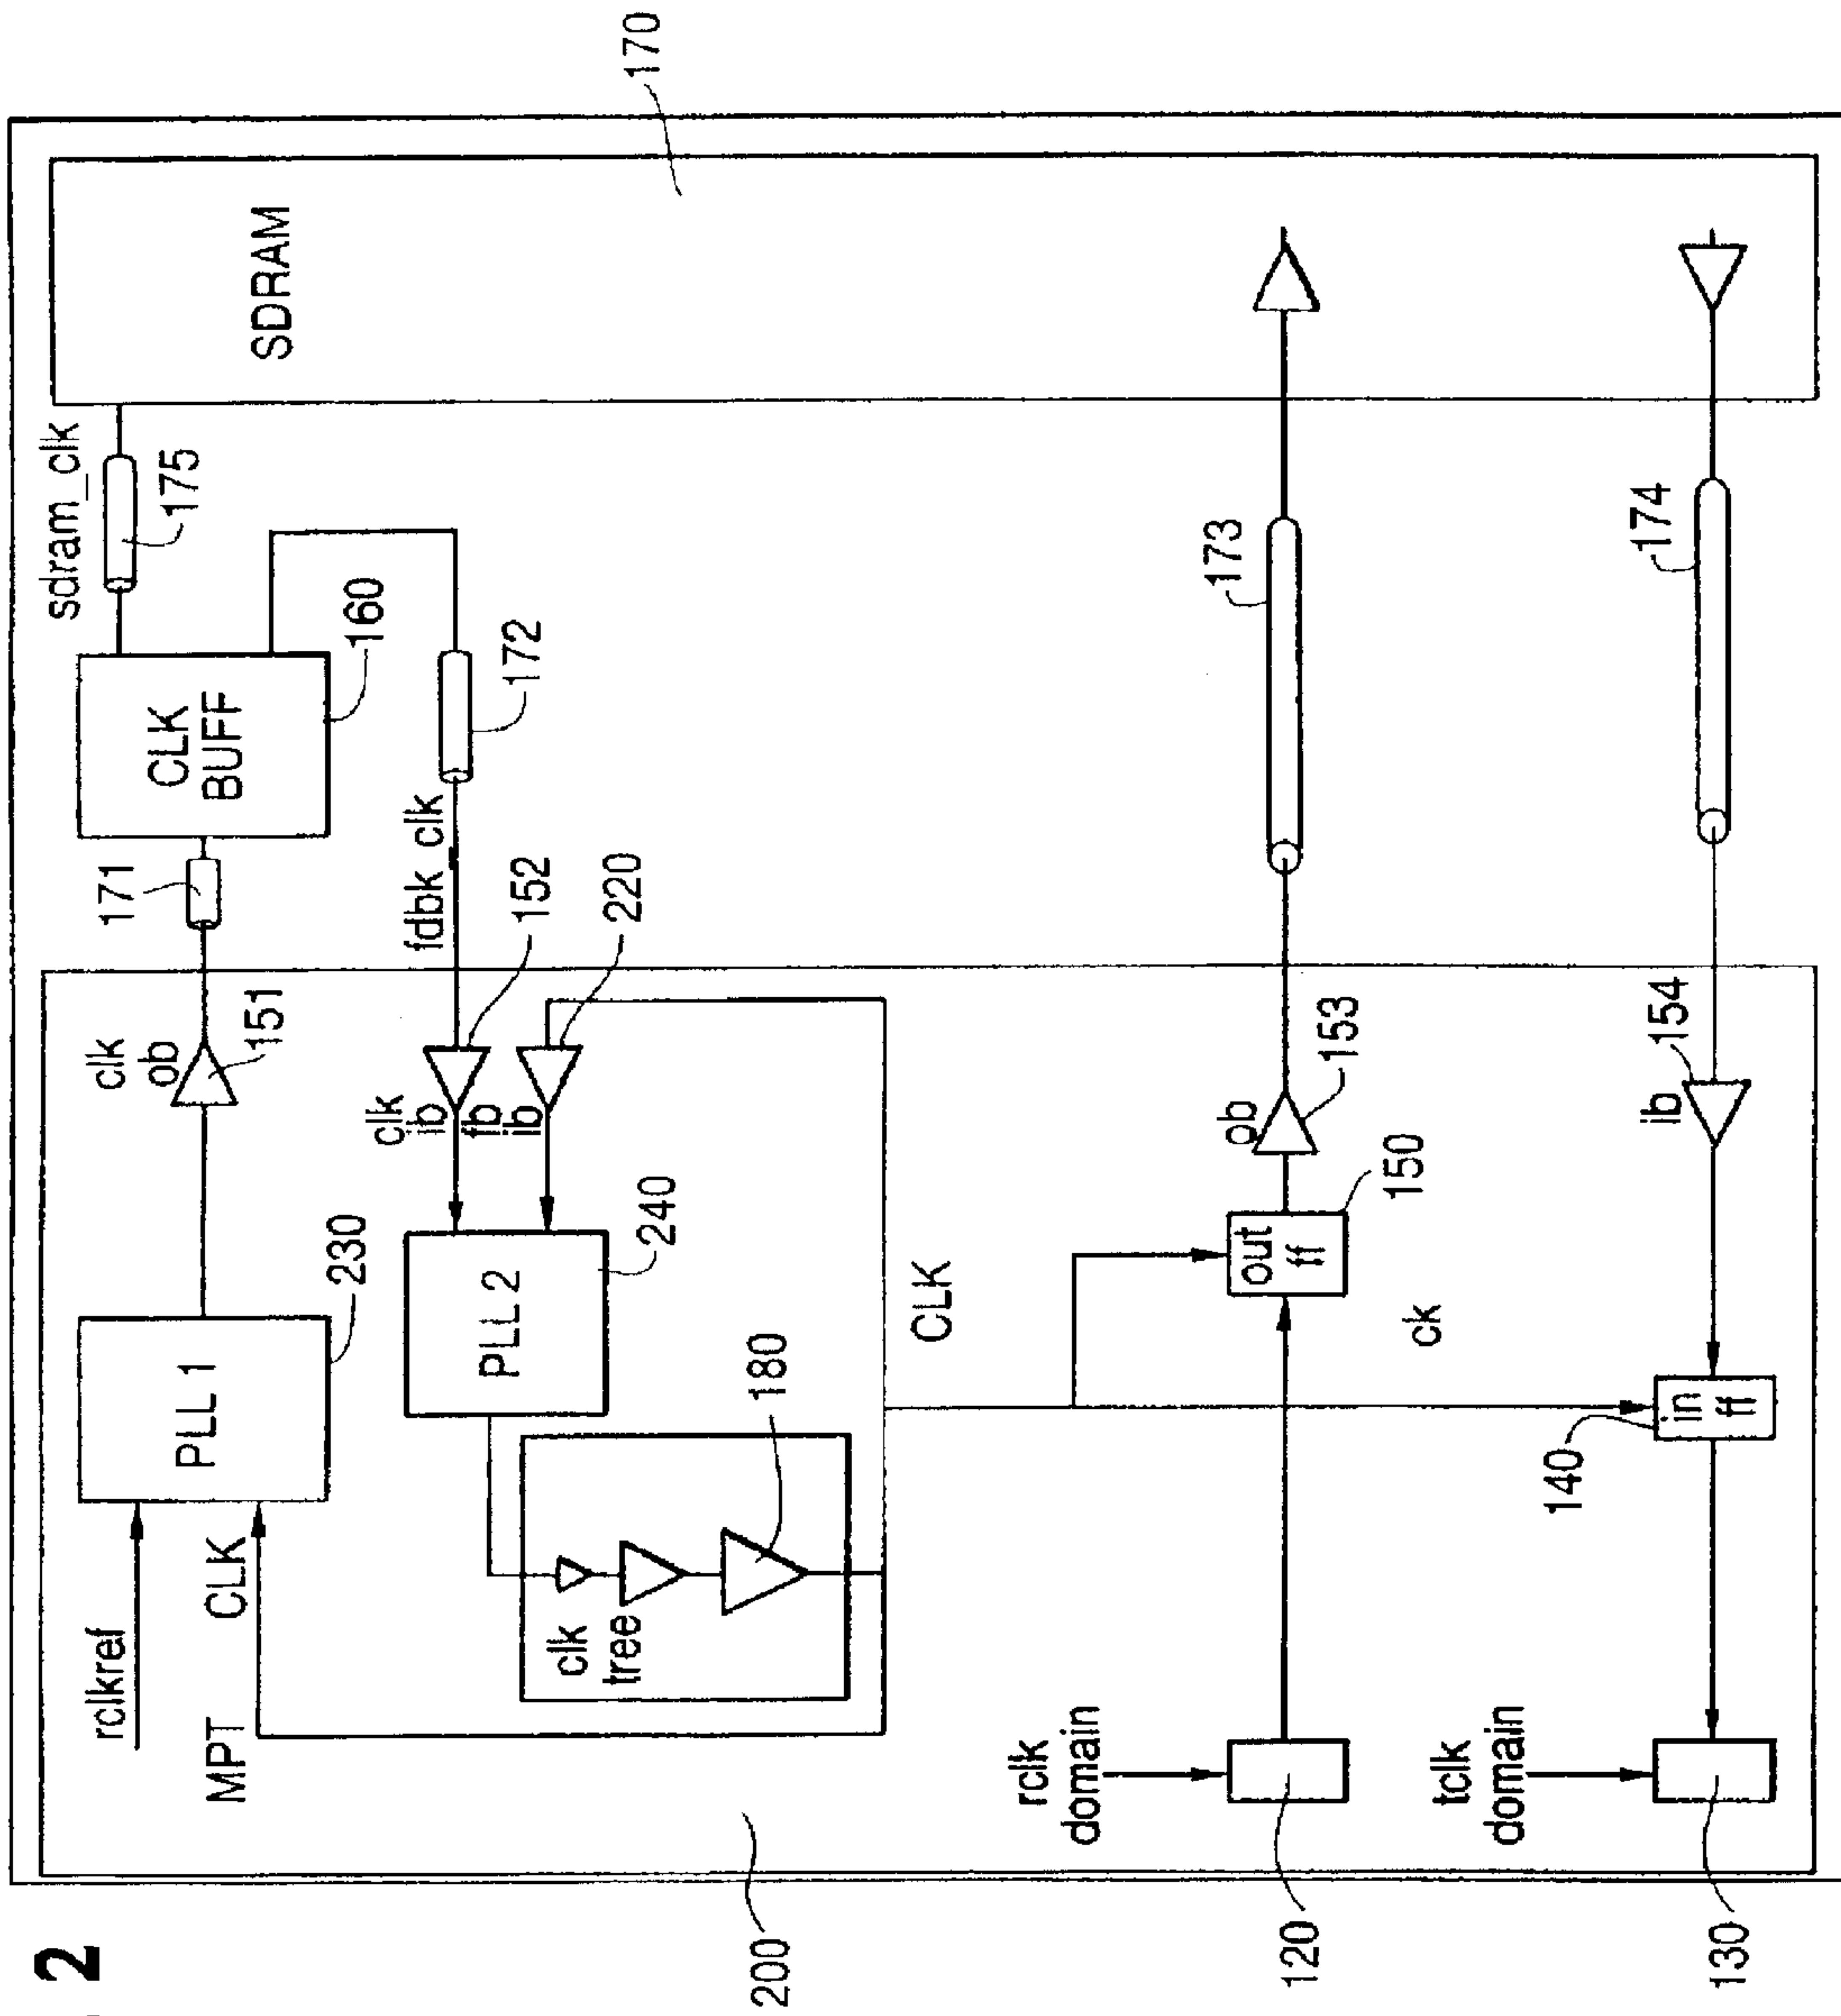 2
rclkref
MPT
CLK
PLL 1
230
clk
ob
151
171
CLK
BUFF
160
sdram_clk
175
SDRAM
170
fdbk_clk
172
clk
ib
152
fb
ib
220
PLL 2
240
clk
tree
180
CLK
200
rclk
domain
120
out
ff
150
ob
153
173
ck
tclk
domain
130
in
ff
140
ib
154
174